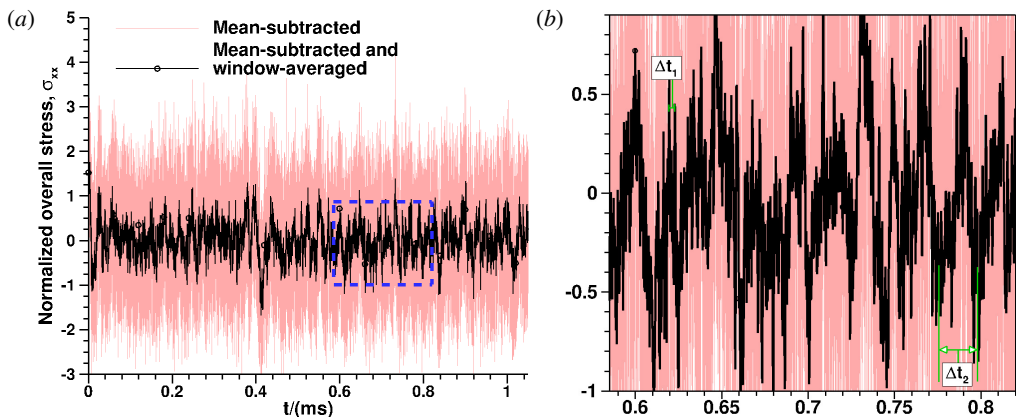 (a)
5
4
3
2
1
0
-1
-2
-3
Normalized overall stress, σxx
Mean-subtracted
Mean-subtracted and
window-averaged
0
0.2
0.4
0.6
0.8
1
t/(ms)
(b)
0.5
0
-0.5
-1
Δt1
Δt2
0.6
0.65
0.7
0.75
0.8